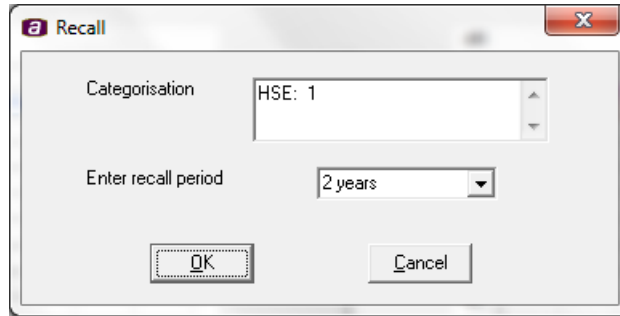 a Recall
Categorisation
HSE: 1
Enter recall period
2 years
OK
Cancel